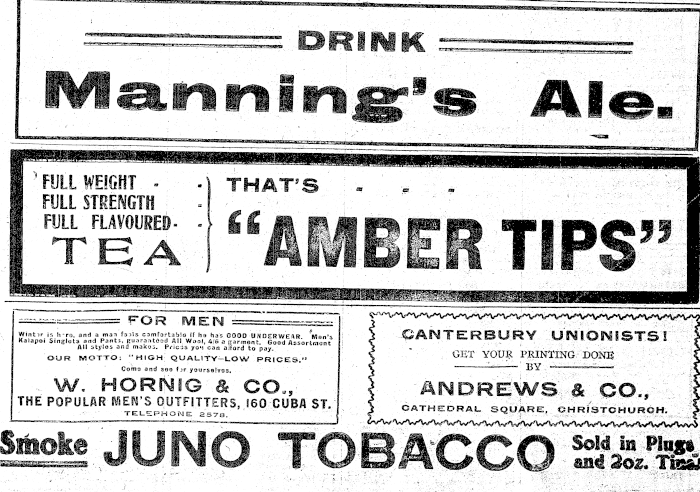 DRINK
Manning's Ale.
FULL WEIGHT - -
FULL STRENGTH -
FULL FLAVOURED- -
TEA
THAT'S - - -
"AMBER TIPS"
FOR MEN
Winter is here, and a man feels comfortable if he has GOOD UNDERWEAR. Men's
Kaiapoi Singlets and Pants, guaranteed All Wool, 4/6 a garment. Good Assortment
All styles and makes. Prices you can afford to pay.
OUR MOTTO: "HIGH QUALITY-LOW PRICES."
Come and see for yourselves.
W. HORNIG & CO.,
THE POPULAR MEN'S OUTFITTERS, 160 CUBA ST.
TELEPHONE 2578.
CANTERBURY UNIONISTS!
GET YOUR PRINTING DONE
BY
ANDREWS & CO.,
CATHEDRAL SQUARE, CHRISTCHURCH.
Smoke JUNO TOBACCO Sold in Plugs
and 2oz. Tins